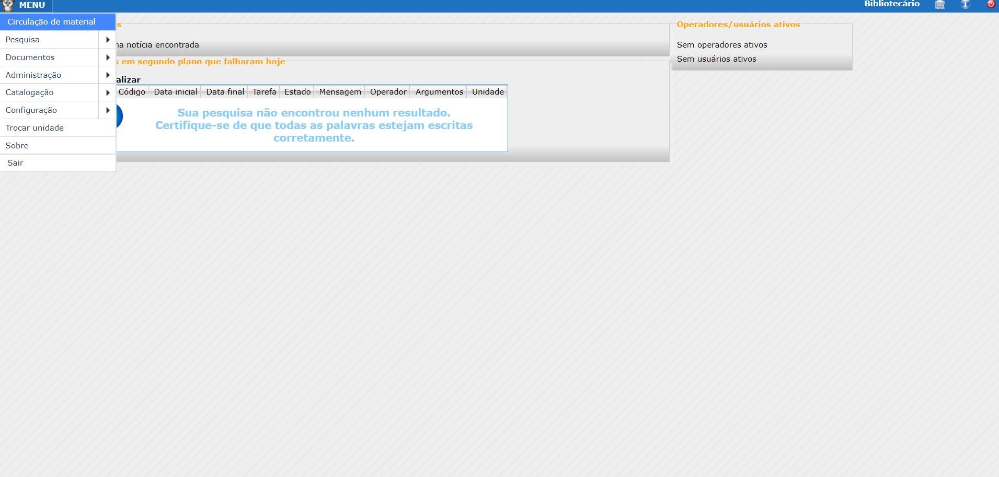 MENU
Bibliotecário
Circulação de material
Pesquisa
Documentos
Administração
Catalogação
Configuração
Trocar unidade
Sobre
Sair
notícia encontrada
em segundo plano que falharam hoje
Código Data inicial Data final Tarefa Estado Mensagem Operador Argumentos Unidade
Sua pesquisa não encontrou nenhum resultado.
Certifique-se de que todas as palavras estejam escritas
corretamente.
Operadores/usuários ativos
Sem operadores ativos
Sem usuários ativos